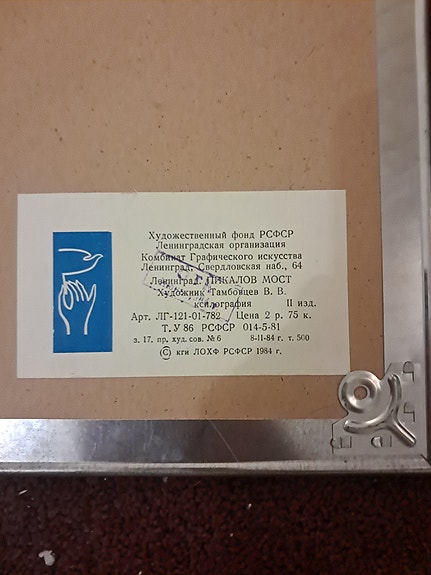 Художественный фонд РСФСР
Ленинградская организация
Комбинат Графического искусства
Ленинград, Свердловская наб., 64
Ленинград. ПИКАЛОВ МОСТ
Художник Тамбовцев В. В.
ксилография II изд.
Арт. ЛГ-121-01-782 Цена 2 р. 75 к.
Т. У 86 РСФСР 014-5-81
з. 17. пр. худ. сов. № 6 8-11-84 г. т. 500
© кги ЛОХФ РСФСР 1984 г.